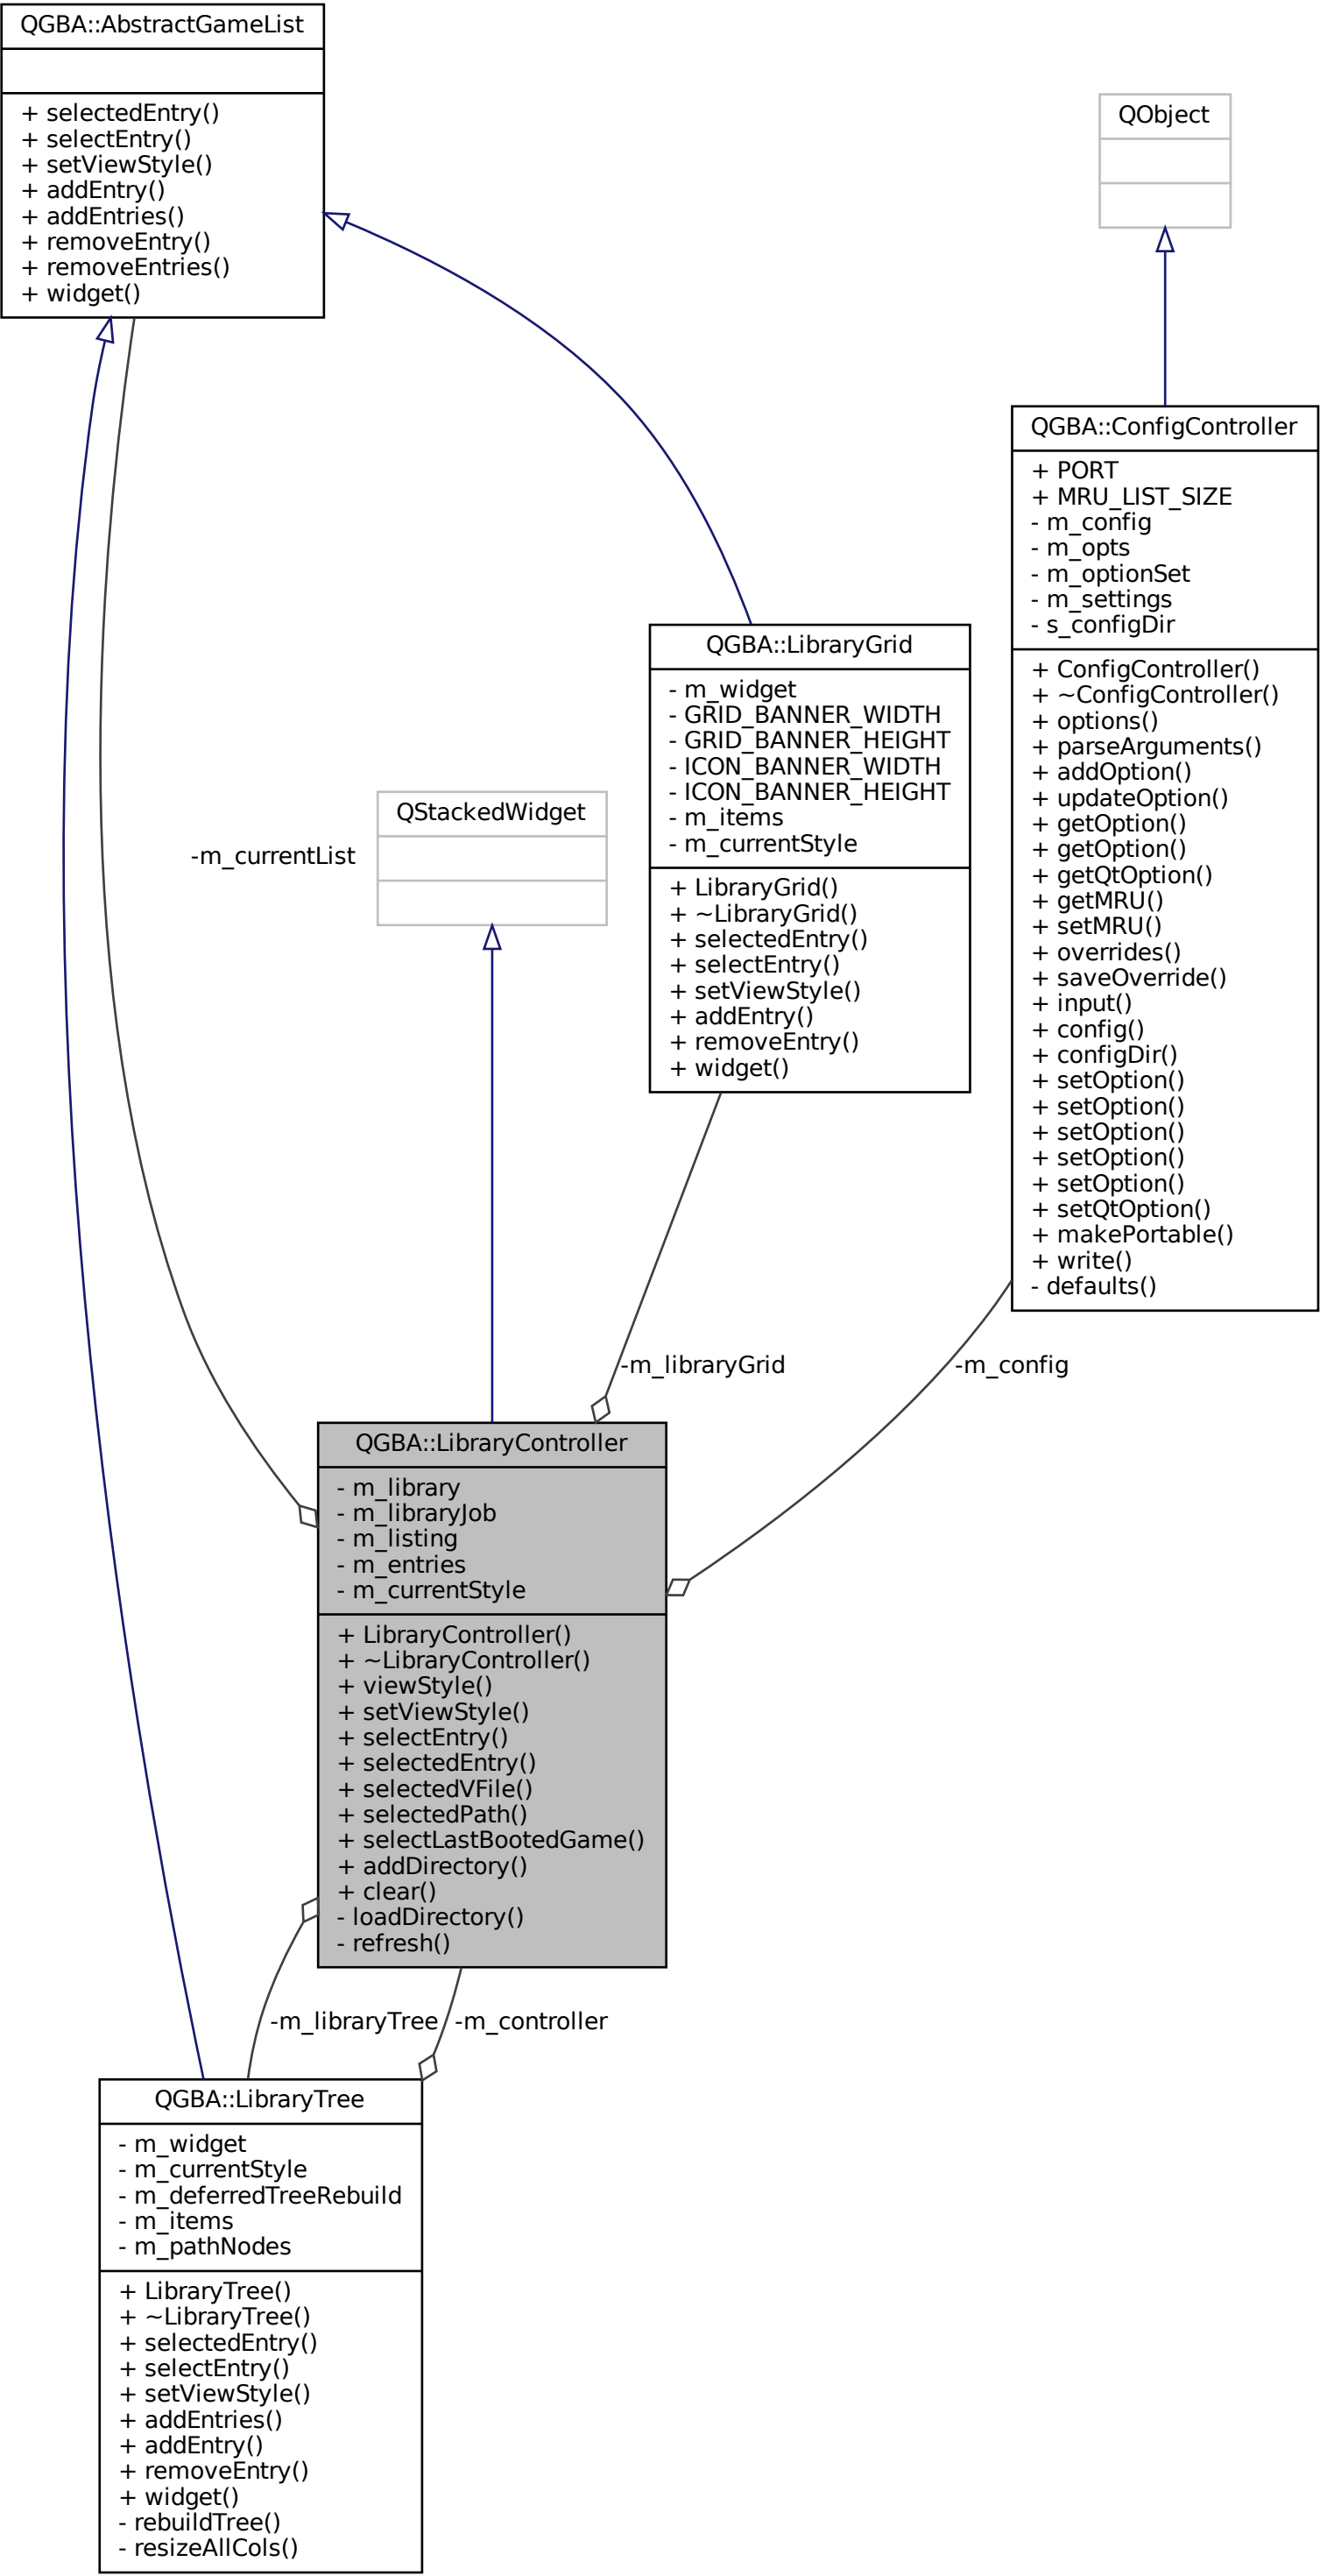 QGBA::AbstractGameList
+ selectedEntry()
+ selectEntry()
+ setViewStyle()
+ addEntry()
+ addEntries()
+ removeEntry()
+ removeEntries()
+ widget()
QObject
QGBA::ConfigController
+ PORT
+ MRU_LIST_SIZE
- m_config
- m_opts
- m_optionSet
- m_settings
- s_configDir
+ ConfigController()
+ ~ConfigController()
+ options()
+ parseArguments()
+ addOption()
+ updateOption()
+ getOption()
+ getOption()
+ getQtOption()
+ getMRU()
+ setMRU()
+ overrides()
+ saveOverride()
+ input()
+ config()
+ configDir()
+ setOption()
+ setOption()
+ setOption()
+ setOption()
+ setOption()
+ setQtOption()
+ makePortable()
+ write()
- defaults()
QGBA::LibraryGrid
- m_widget
- GRID_BANNER_WIDTH
- GRID_BANNER_HEIGHT
- ICON_BANNER_WIDTH
- ICON_BANNER_HEIGHT
- m_items
- m_currentStyle
+ LibraryGrid()
+ ~LibraryGrid()
+ selectedEntry()
+ selectEntry()
+ setViewStyle()
+ addEntry()
+ removeEntry()
+ widget()
-m_currentList
QStackedWidget
-m_libraryGrid
-m_config
QGBA::LibraryController
- m_library
- m_libraryJob
- m_listing
- m_entries
- m_currentStyle
+ LibraryController()
+ ~LibraryController()
+ viewStyle()
+ setViewStyle()
+ selectEntry()
+ selectedEntry()
+ selectedVFile()
+ selectedPath()
+ selectLastBootedGame()
+ addDirectory()
+ clear()
- loadDirectory()
- refresh()
-m_libraryTree
-m_controller
QGBA::LibraryTree
- m_widget
- m_currentStyle
- m_deferredTreeRebuild
- m_items
- m_pathNodes
+ LibraryTree()
+ ~LibraryTree()
+ selectedEntry()
+ selectEntry()
+ setViewStyle()
+ addEntries()
+ addEntry()
+ removeEntry()
+ widget()
- rebuildTree()
- resizeAllCols()